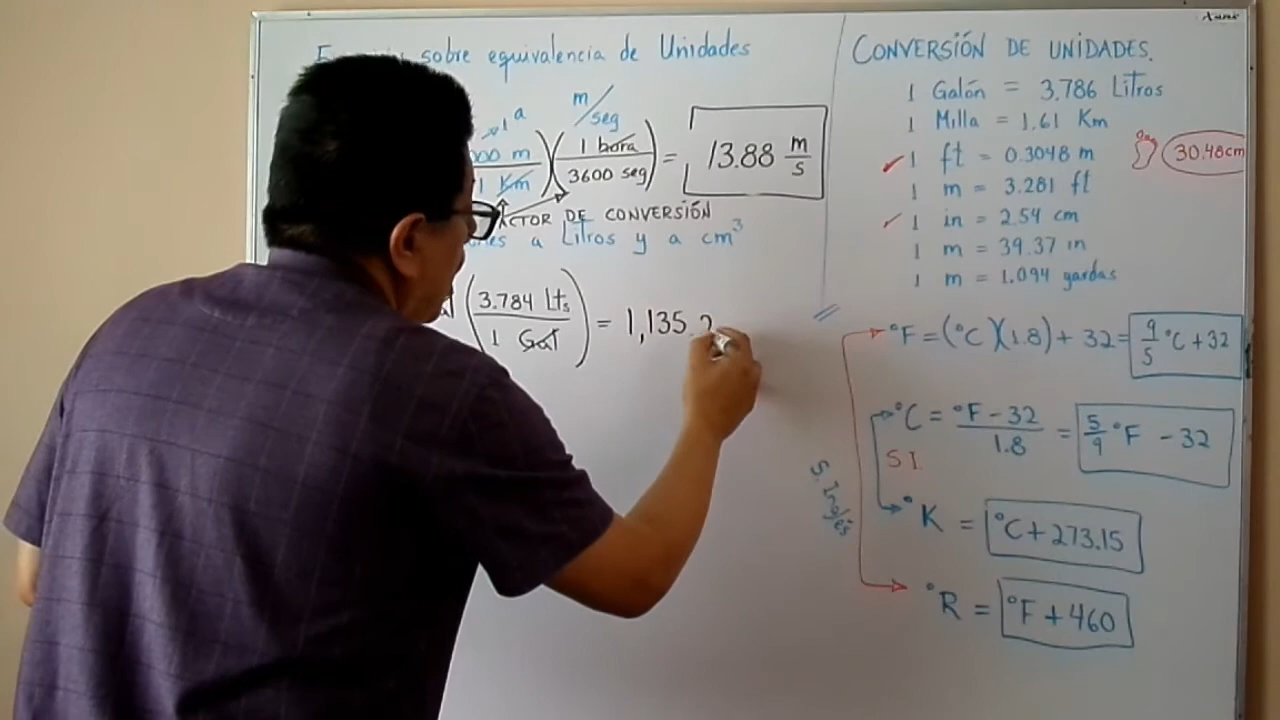 sobre equivalencia de Unidades
a
m/seg
000 m
1 Km
)( 1 hora
3600 seg ) = 13.88 m/s
ACTOR DE CONVERSIÓN
es a Litros y a cm³
( 3.784 Lts
1 Gal ) = 1,135.2
CONVERSIÓN DE UNIDADES.
1 Galón = 3.786 Litros
1 Milla = 1.61 Km
✓ 1 ft = 0.3048 m
30.48cm
1 m = 3.281 ft
✓ 1 in = 2.54 cm
1 m = 39.37 in
1 m = 1.094 yardas
°F = (°C)(1.8) + 32 = 9/5 °C + 32
°C = °F - 32 / 1.8 = 5/9 °F - 32
S I.
S. Inglés
°K = °C + 273.15
°R = °F + 460